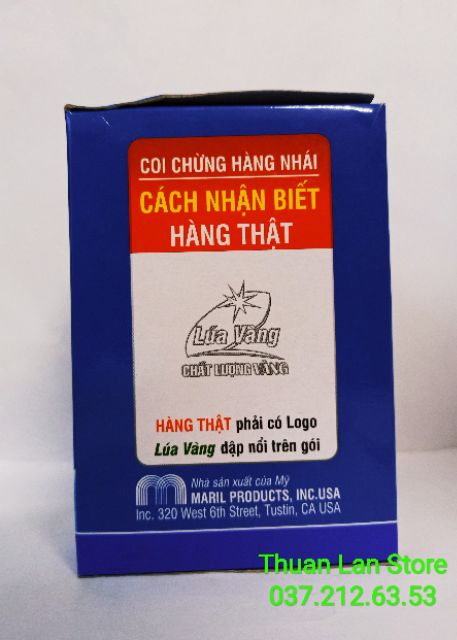 COI CHỪNG HÀNG NHÁI
CÁCH NHẬN BIẾT
HÀNG THẬT
Lúa Vàng
CHẤT LƯỢNG VÀNG
HÀNG THẬT phải có Logo
Lúa Vàng dập nổi trên gói
Nhà sản xuất của Mỹ
MARIL PRODUCTS, INC.USA
Inc. 320 West 6th Street, Tustin, CA USA
Thuan Lan Store
037.212.63.53